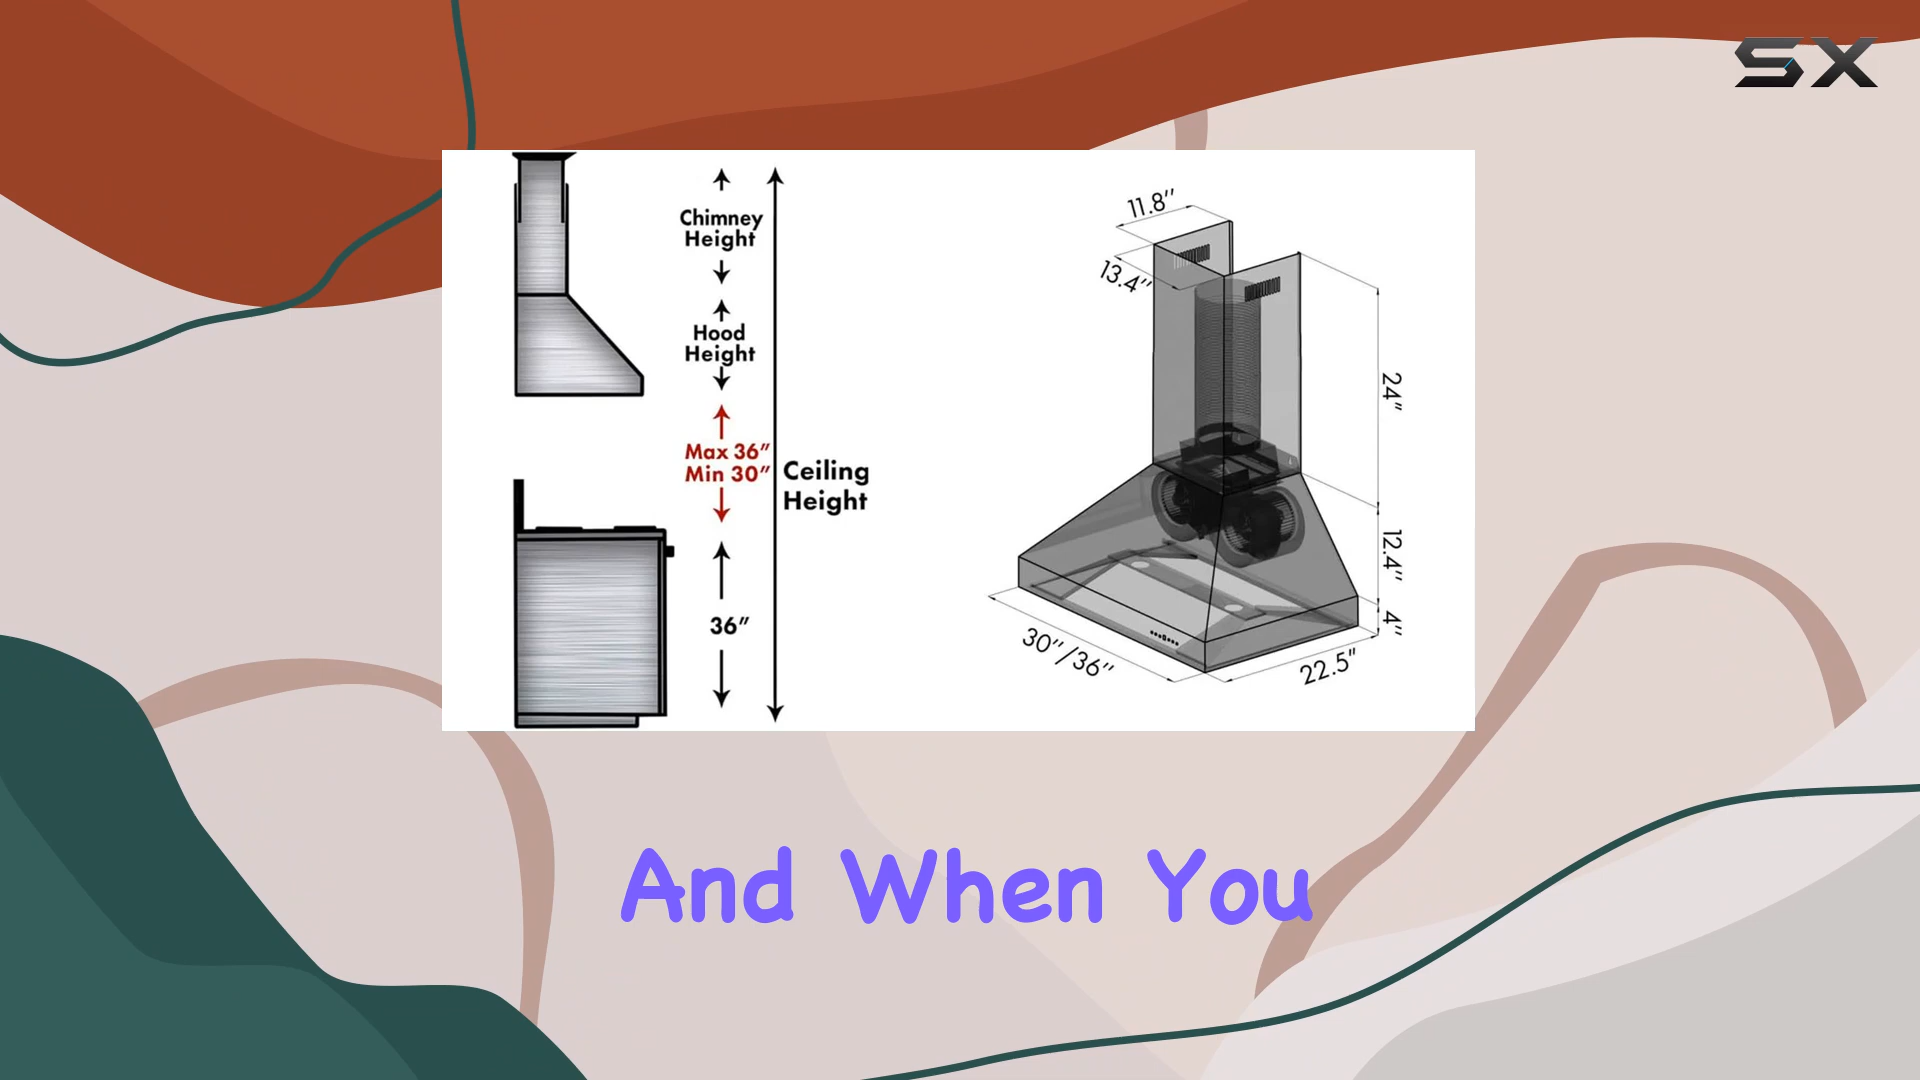 SX
Chimney
Height
Hood
Height
Max 36”
Min 30”
Ceiling
Height
36”
11.8’’
13.4’’
24”
12.4’’
4’’
30’’/36’’
22.5"
And When You